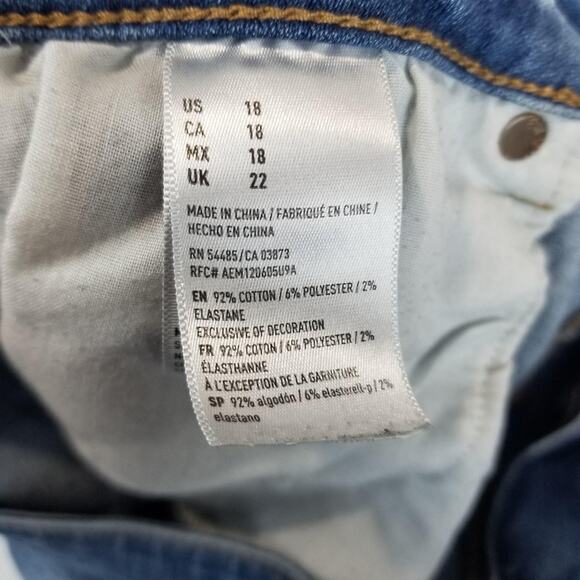 US 18
CA 18
MX 18
UK 22
MADE IN CHINA / FABRIQUÉ EN CHINE /
HECHO EN CHINA
RN 54485 / CA 03873
RFC# AEM120605U9A
EN 92% COTTON / 6% POLYESTER / 2%
ELASTANE
EXCLUSIVE OF DECORATION
FR 92% COTON / 6% POLYESTER / 2%
ÉLASTHANNE
À L'EXCEPTION DE LA GARNITURE
SP 92% algodón / 6% elasterell-p / 2%
elastano